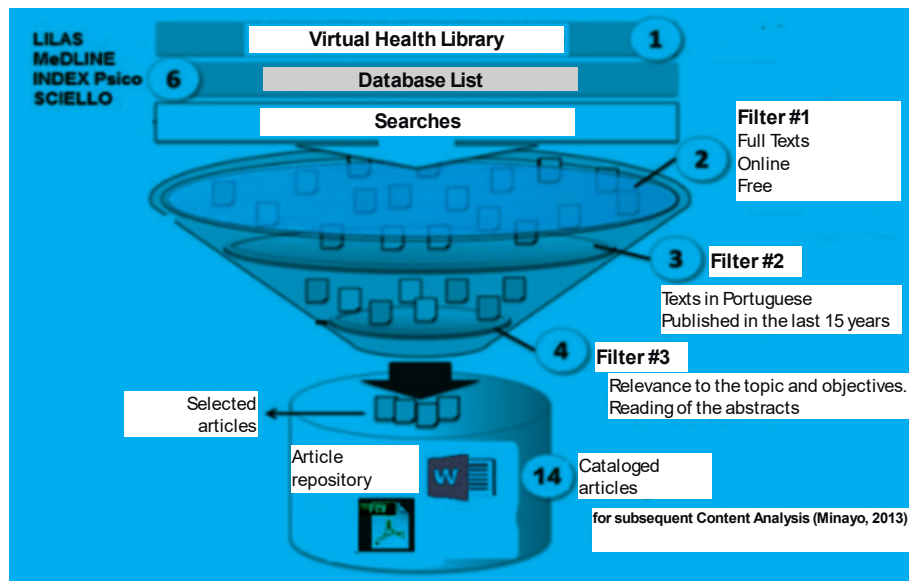 LILAS
MeDLINE
INDEX Psico
SCIELLO
Virtual Health Library
1
6
Database List
Searches
2
Filter #1
Full Texts
Online
Free
3
Filter #2
Texts in Portuguese
Published in the last 15 years
4
Filter #3
Relevance to the topic and objectives.
Reading of the abstracts
Selected
articles
Article
repository
W
14
Cataloged
articles
for subsequent Content Analysis (Minayo, 2013)